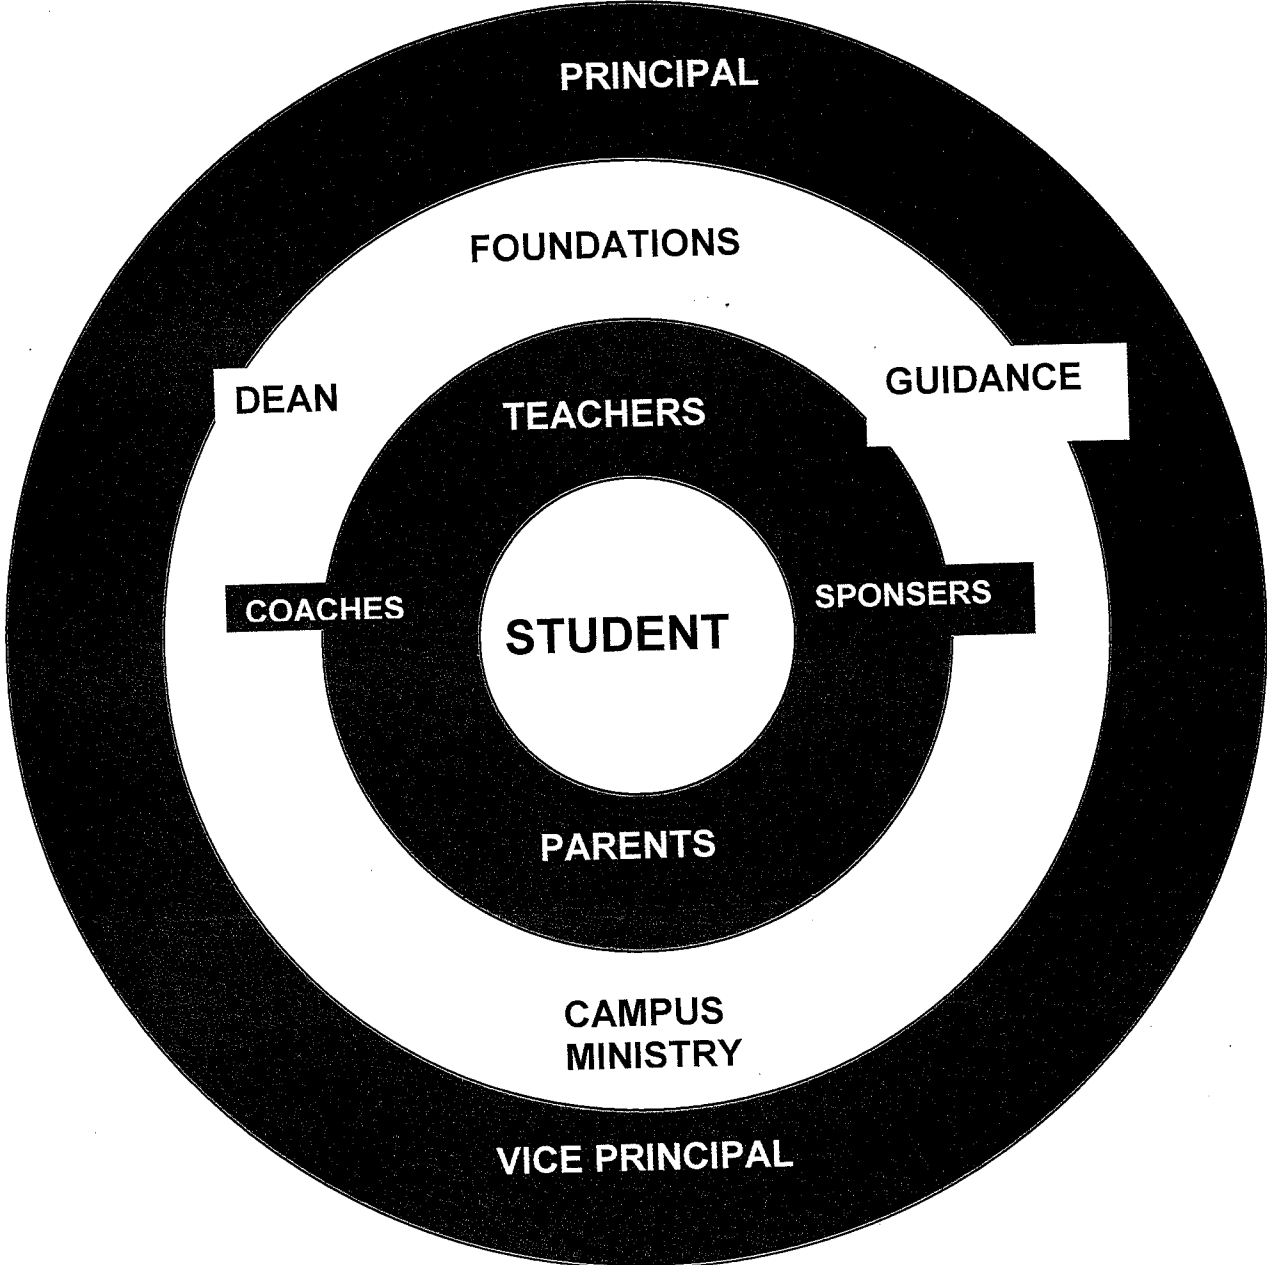 PRINCIPAL
FOUNDATIONS
DEAN
GUIDANCE
TEACHERS
COACHES
SPONSERS
STUDENT
PARENTS
CAMPUS
MINISTRY
VICE PRINCIPAL